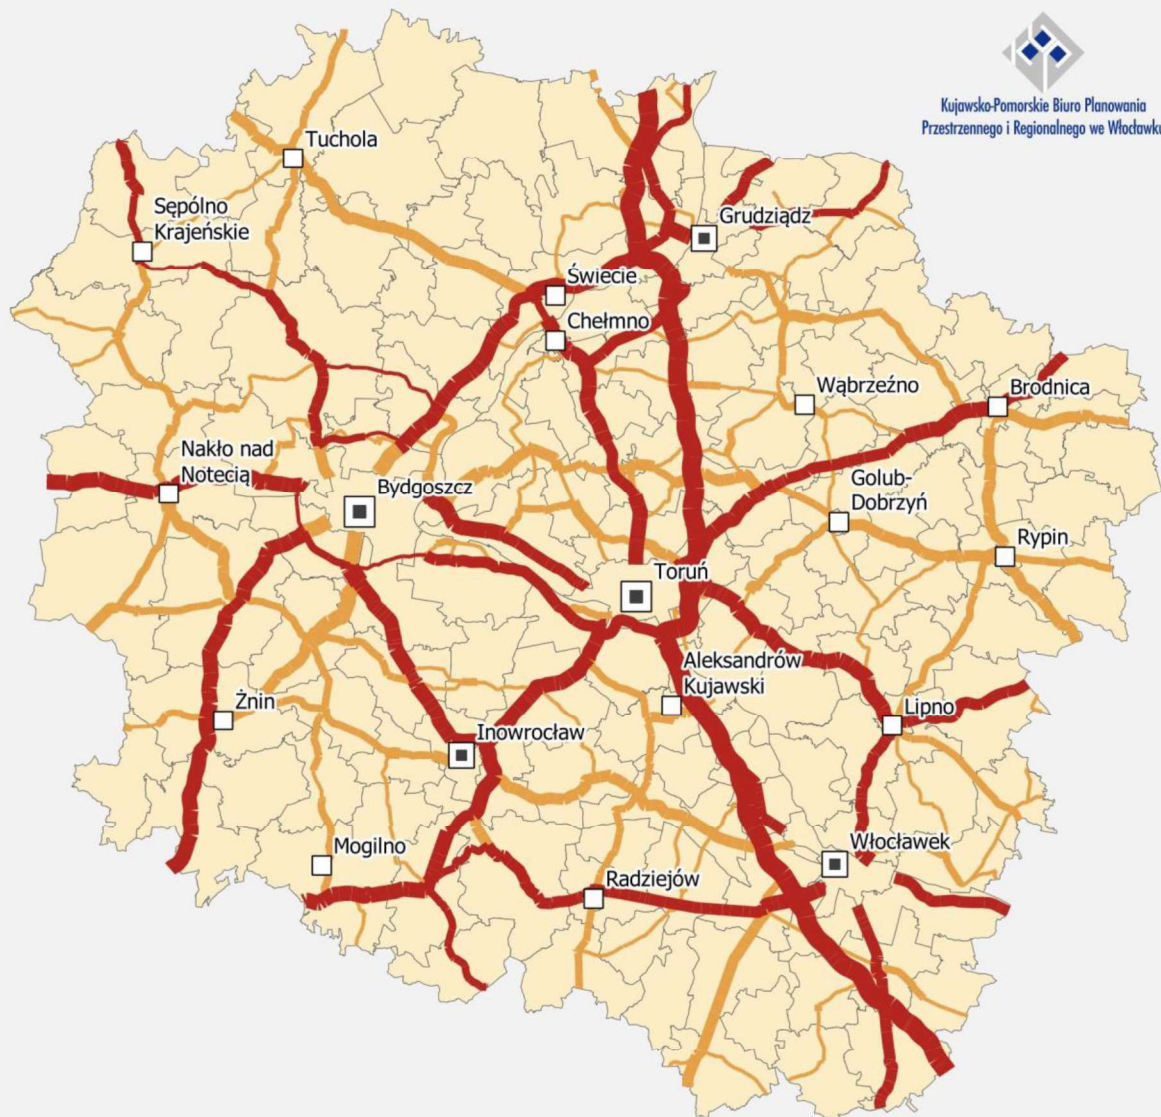 Kujawsko-Pomorskie Biuro Planowania
Przestrzennego i Regionalnego we Włocławku
Tuchola
Sępólno
Krajeńskie
Grudziądz
Świecie
Chełmno
Wąbrzeźno
Brodnica
Nakło nad
Notecią
Bydgoszcz
Golub-
Dobrzyń
Rypin
Toruń
Aleksandrów
Kujawski
Żnin
Lipno
Inowrocław
Mogilno
Włocławek
Radziejów